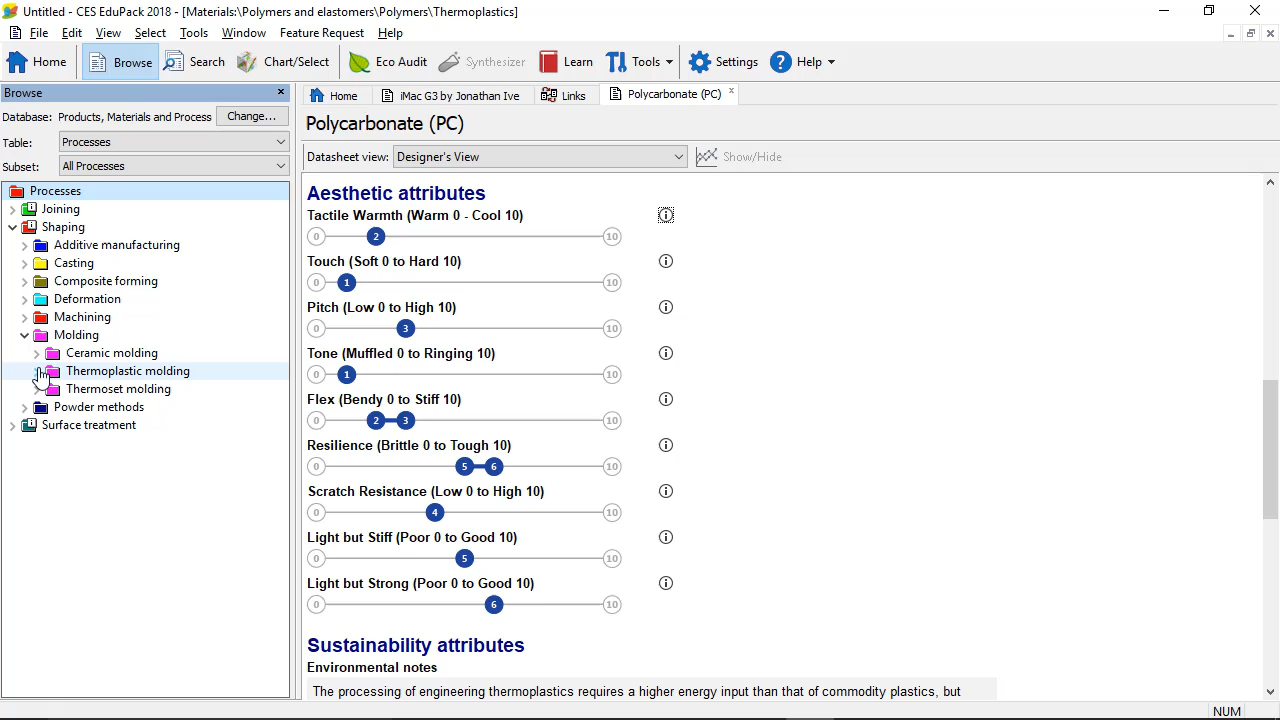 Untitled - CES EduPack 2018 - [Materials:\Polymers and elastomers\Polymers\Thermoplastics]
File Edit View Select Tools Window Feature Request Help
Home Browse Search Chart/Select Eco Audit Synthesizer Learn Tools Settings Help
Browse
Database: Products, Materials and Process Change...
Table: Processes
Subset: All Processes
Processes
Joining
Shaping
Additive manufacturing
Casting
Composite forming
Deformation
Machining
Molding
Ceramic molding
Thermoplastic molding
Thermoset molding
Powder methods
Surface treatment
Home iMac G3 by Jonathan Ive Links Polycarbonate (PC)
Polycarbonate (PC)
Datasheet view: Designer's View Show/Hide
Aesthetic attributes
Tactile Warmth (Warm 0 - Cool 10)
0 2 10
Touch (Soft 0 to Hard 10)
0 1 10
Pitch (Low 0 to High 10)
0 3 10
Tone (Muffled 0 to Ringing 10)
0 1 10
Flex (Bendy 0 to Stiff 10)
0 2 3 10
Resilience (Brittle 0 to Tough 10)
0 5 6 10
Scratch Resistance (Low 0 to High 10)
0 4 10
Light but Stiff (Poor 0 to Good 10)
0 5 10
Light but Strong (Poor 0 to Good 10)
0 6 10
Sustainability attributes
Environmental notes
The processing of engineering thermoplastics requires a higher energy input than that of commodity plastics, but
NUM